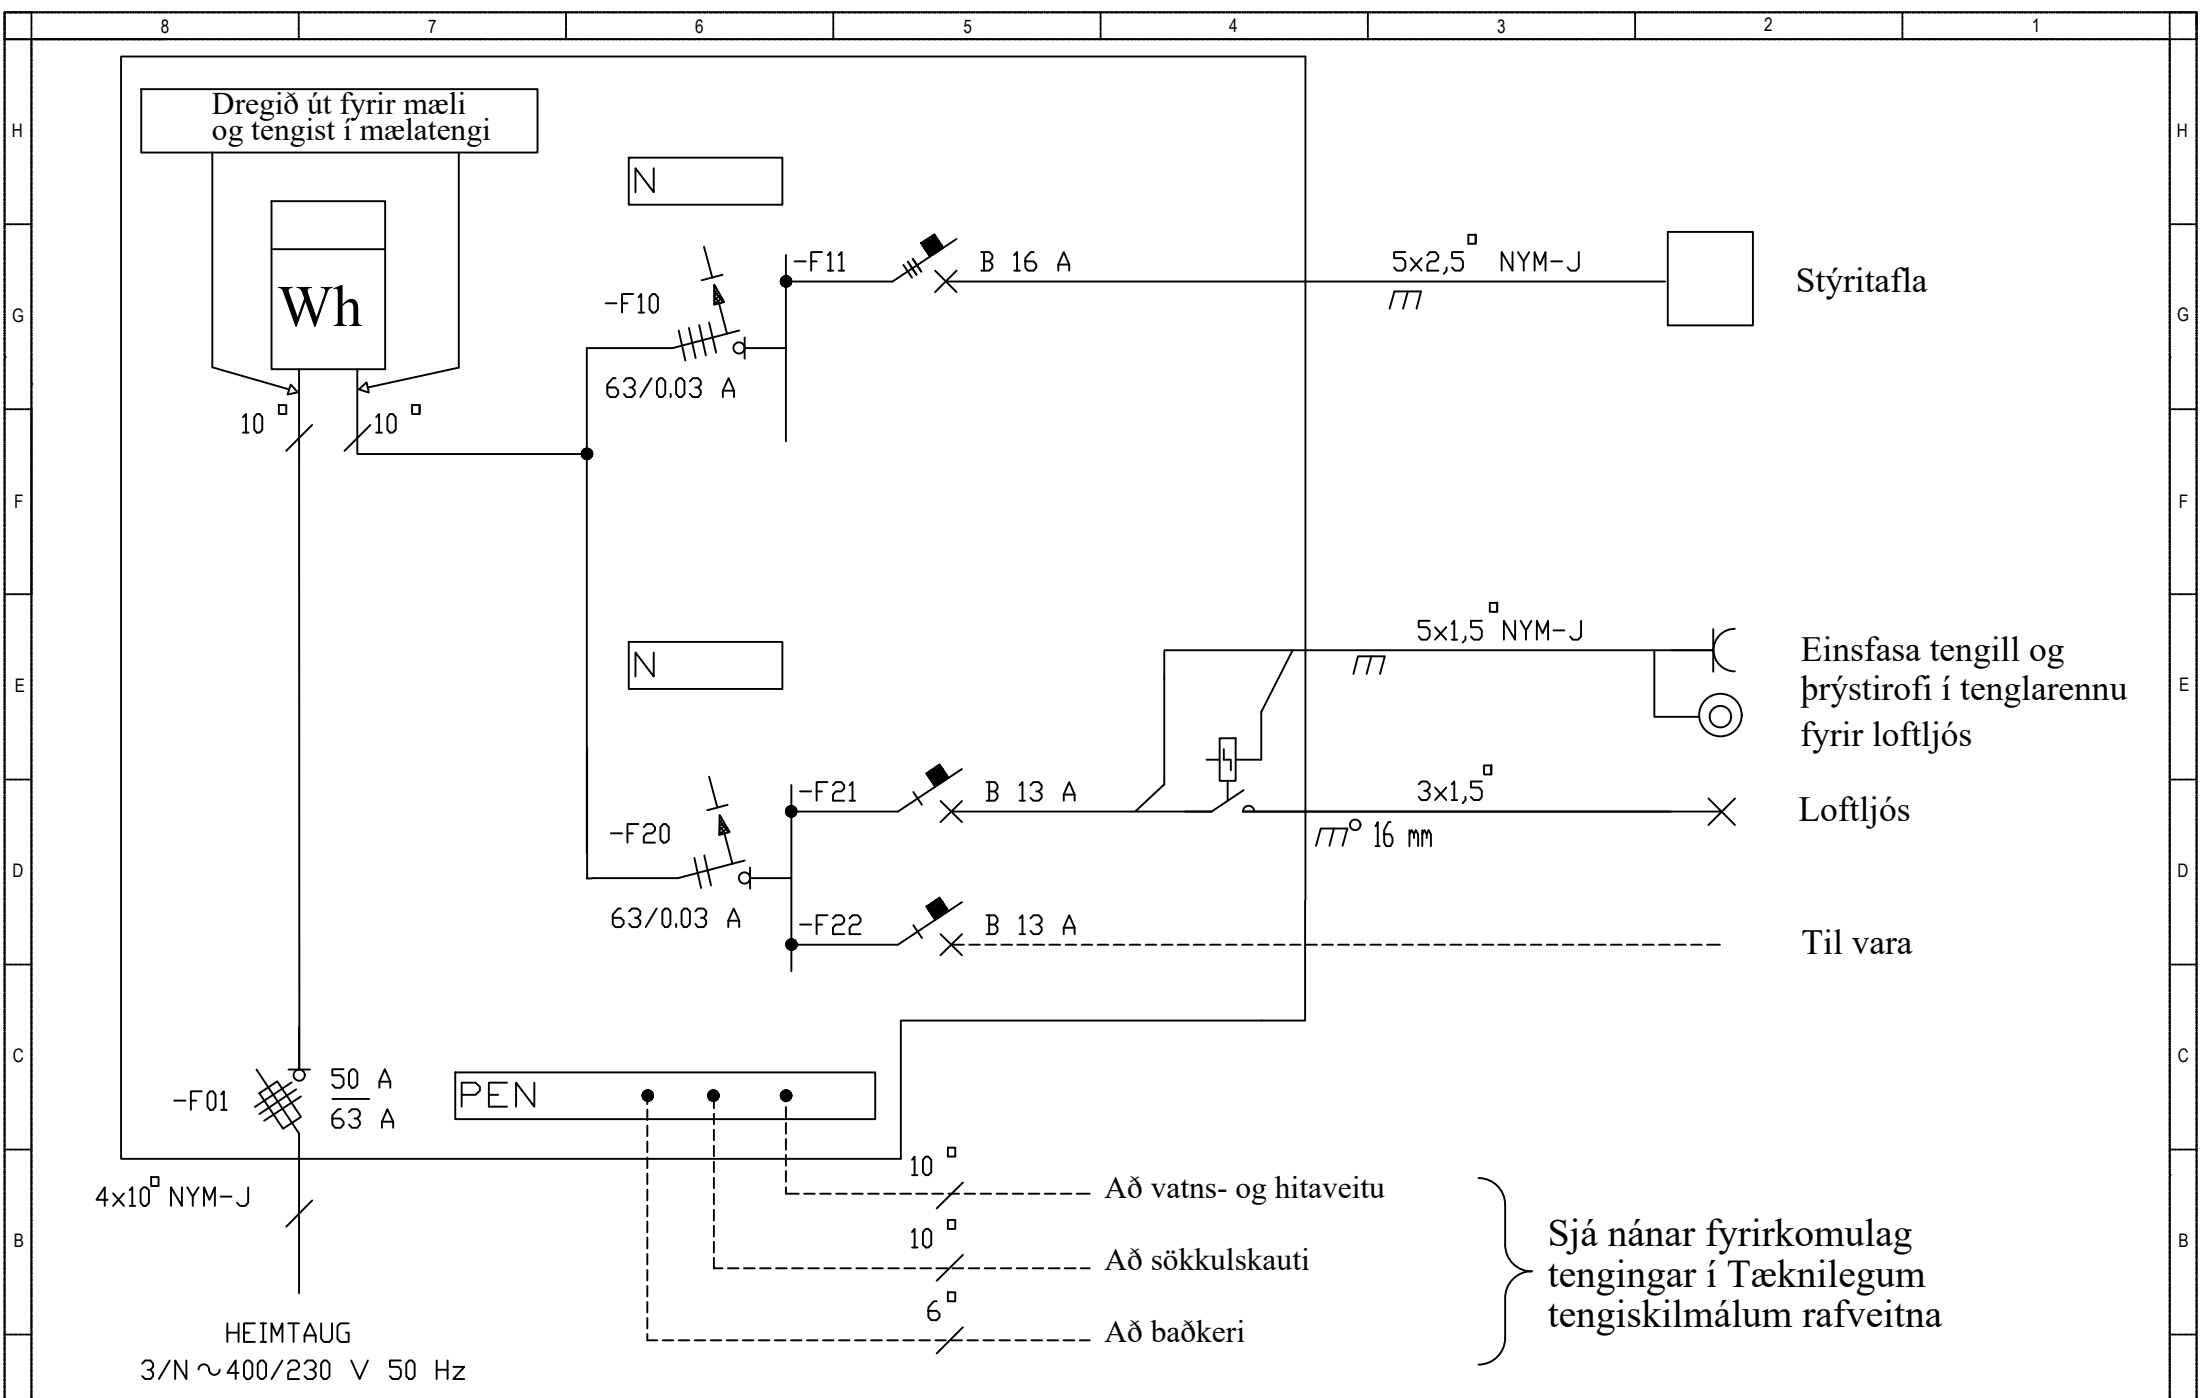 8 7 6 5 4 3 2 1
H H
Dregið út fyrir mæli
og tengist í mælatengi
N
-F11 B 16 A 5x2,5□ NYM-J
Stýritafla
Wh
-F10
G G
63/0.03 A
10□ 10□
F F
5x1,5□ NYM-J
N
Einsfasa tengill og
þrýstirofi í tenglarennu
fyrir loftljós
E E
-F21 B 13 A 3x1,5□
Loftljós
-F20
16 mm
D D
63/0.03 A
-F22 B 13 A
Til vara
C C
-F01
50 A
63 A
PEN
4x10□ NYM-J
10□
Að vatns- og hitaveitu
10□
Að sökkulskauti
6□
Að baðkeri
B B
Sjá nánar fyrirkomulag
tengingar í Tæknilegum
tengiskilmálum rafveitna
HEIMTAUG
3/N ~ 400/230 V 50 Hz